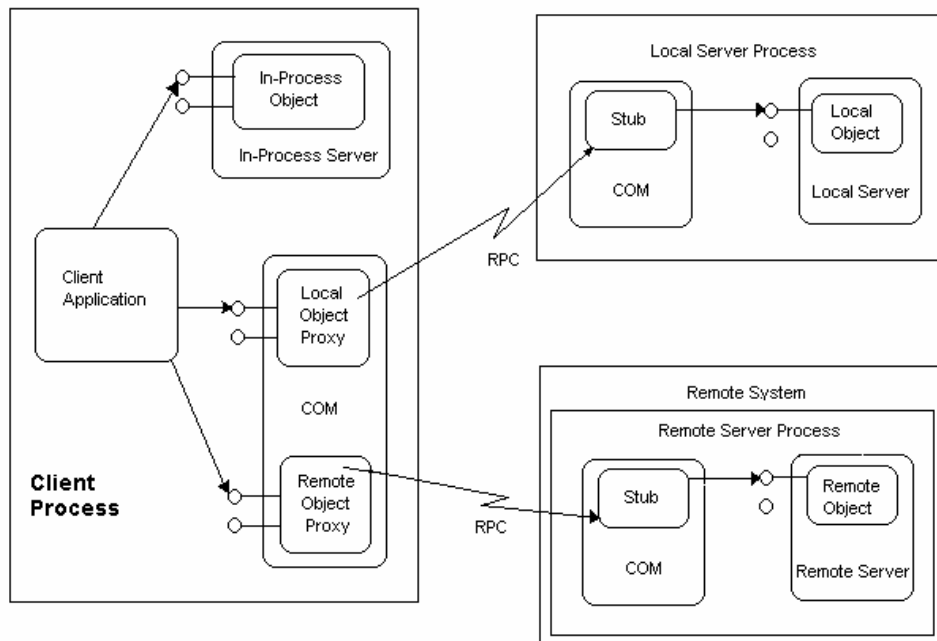 In-Process
Object
In-Process Server
Client
Application
Local
Object
Proxy
COM
Remote
Object
Proxy
Client
Process
RPC
RPC
Local Server Process
Stub
COM
Local
Object
Local Server
Remote System
Remote Server Process
Stub
COM
Remote
Object
Remote Server